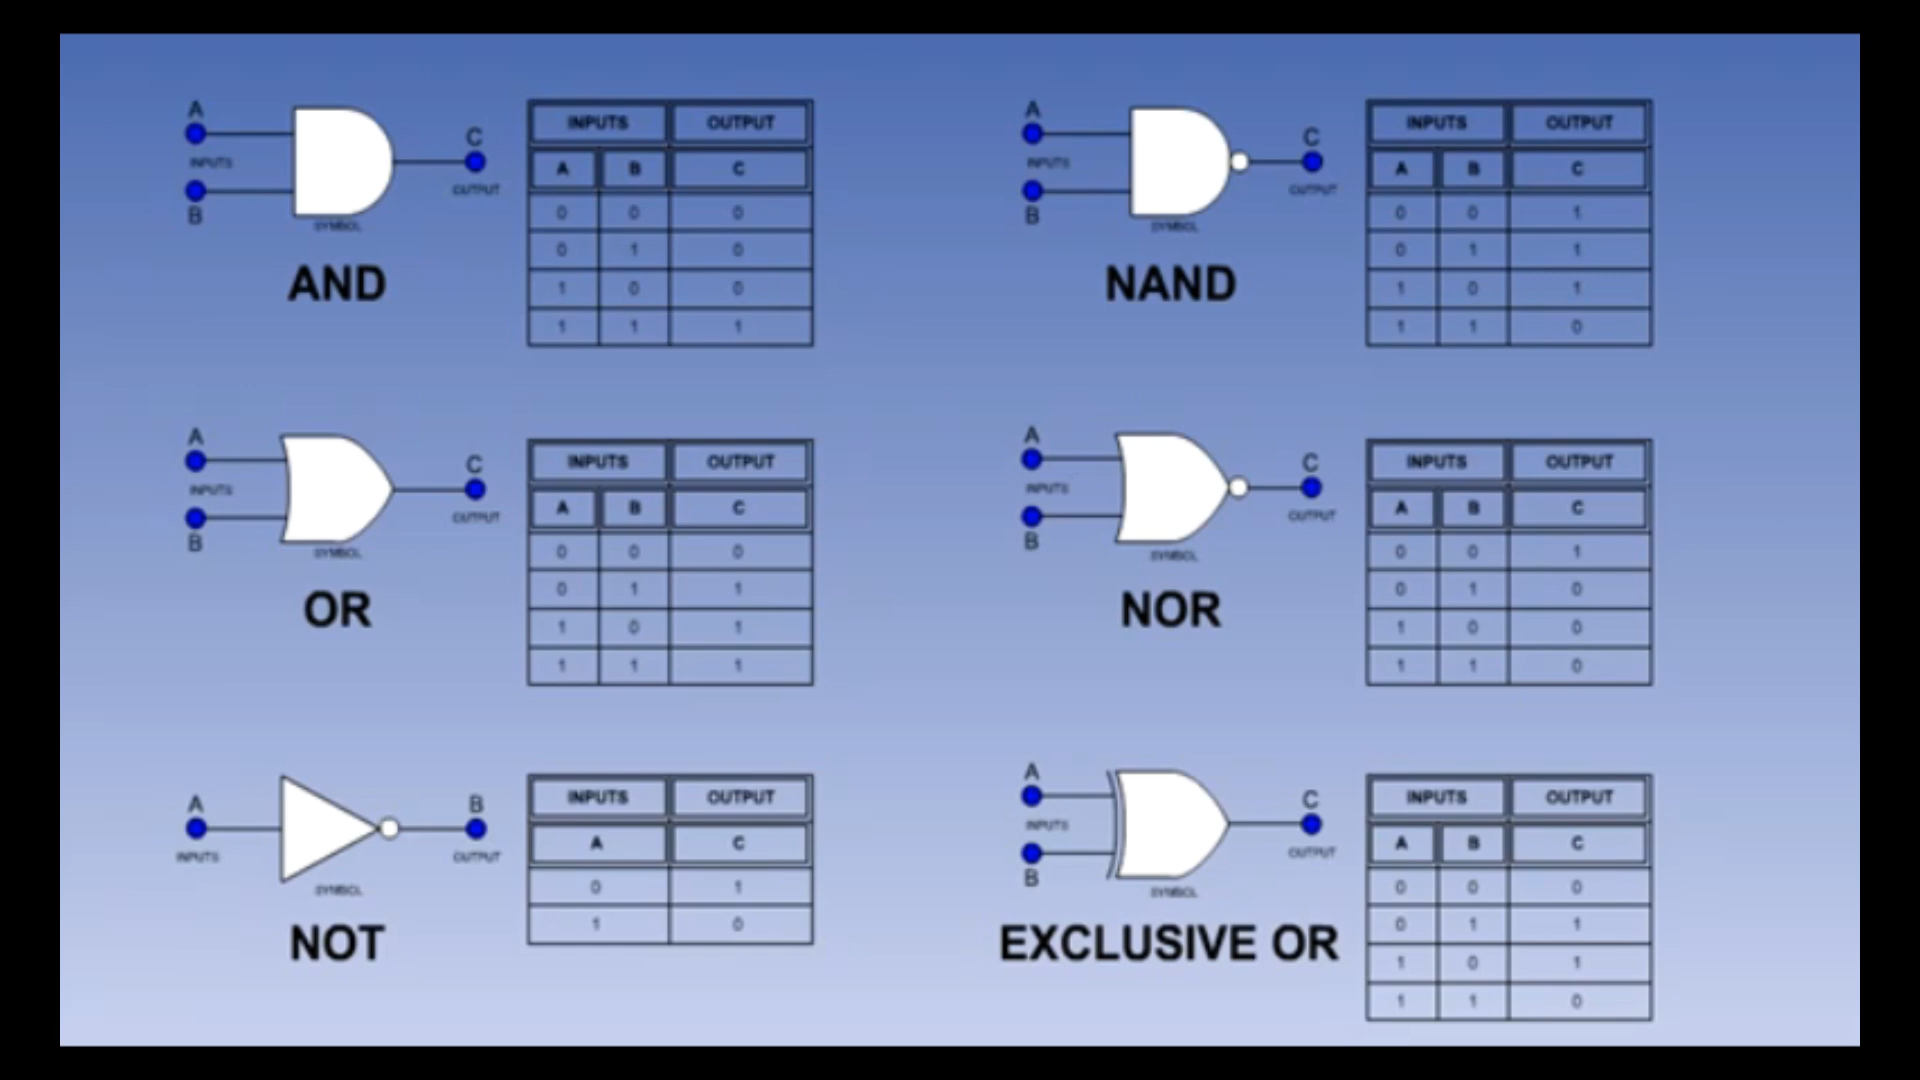 A
INPUTS
B
C
OUTPUT
SYMBOL
AND
INPUTS OUTPUT
A B C
0 0 0
0 1 0
1 0 0
1 1 1
A
INPUTS
B
C
OUTPUT
SYMBOL
NAND
INPUTS OUTPUT
A B C
0 0 1
0 1 1
1 0 1
1 1 0
A
INPUTS
B
C
OUTPUT
SYMBOL
OR
INPUTS OUTPUT
A B C
0 0 0
0 1 1
1 0 1
1 1 1
A
INPUTS
B
C
OUTPUT
SYMBOL
NOR
INPUTS OUTPUT
A B C
0 0 1
0 1 0
1 0 0
1 1 0
A
INPUTS
B
OUTPUT
SYMBOL
NOT
INPUTS OUTPUT
A C
0 1
1 0
A
INPUTS
B
C
OUTPUT
SYMBOL
EXCLUSIVE OR
INPUTS OUTPUT
A B C
0 0 0
0 1 1
1 0 1
1 1 0